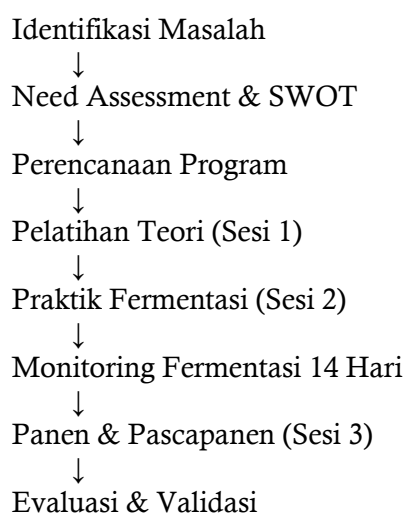 Identifikasi Masalah
↓
Need Assessment & SWOT
↓
Perencanaan Program
↓
Pelatihan Teori (Sesi 1)
↓
Praktik Fermentasi (Sesi 2)
↓
Monitoring Fermentasi 14 Hari
↓
Panen & Pascapanen (Sesi 3)
↓
Evaluasi & Validasi